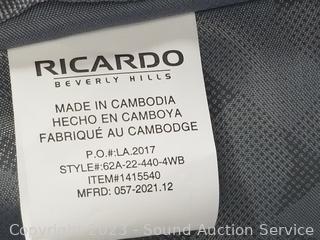 RICARDO
BEVERLY HILLS
MADE IN CAMBODIA
HECHO EN CAMBOYA
FABRIQUÉ AU CAMBODGE
P.O.#:LA.2017
STYLE#:62A-22-440-4WB
ITEM#1415540
MFRD: 057-2021.12
Copyright 2023 - Sound Auction Service